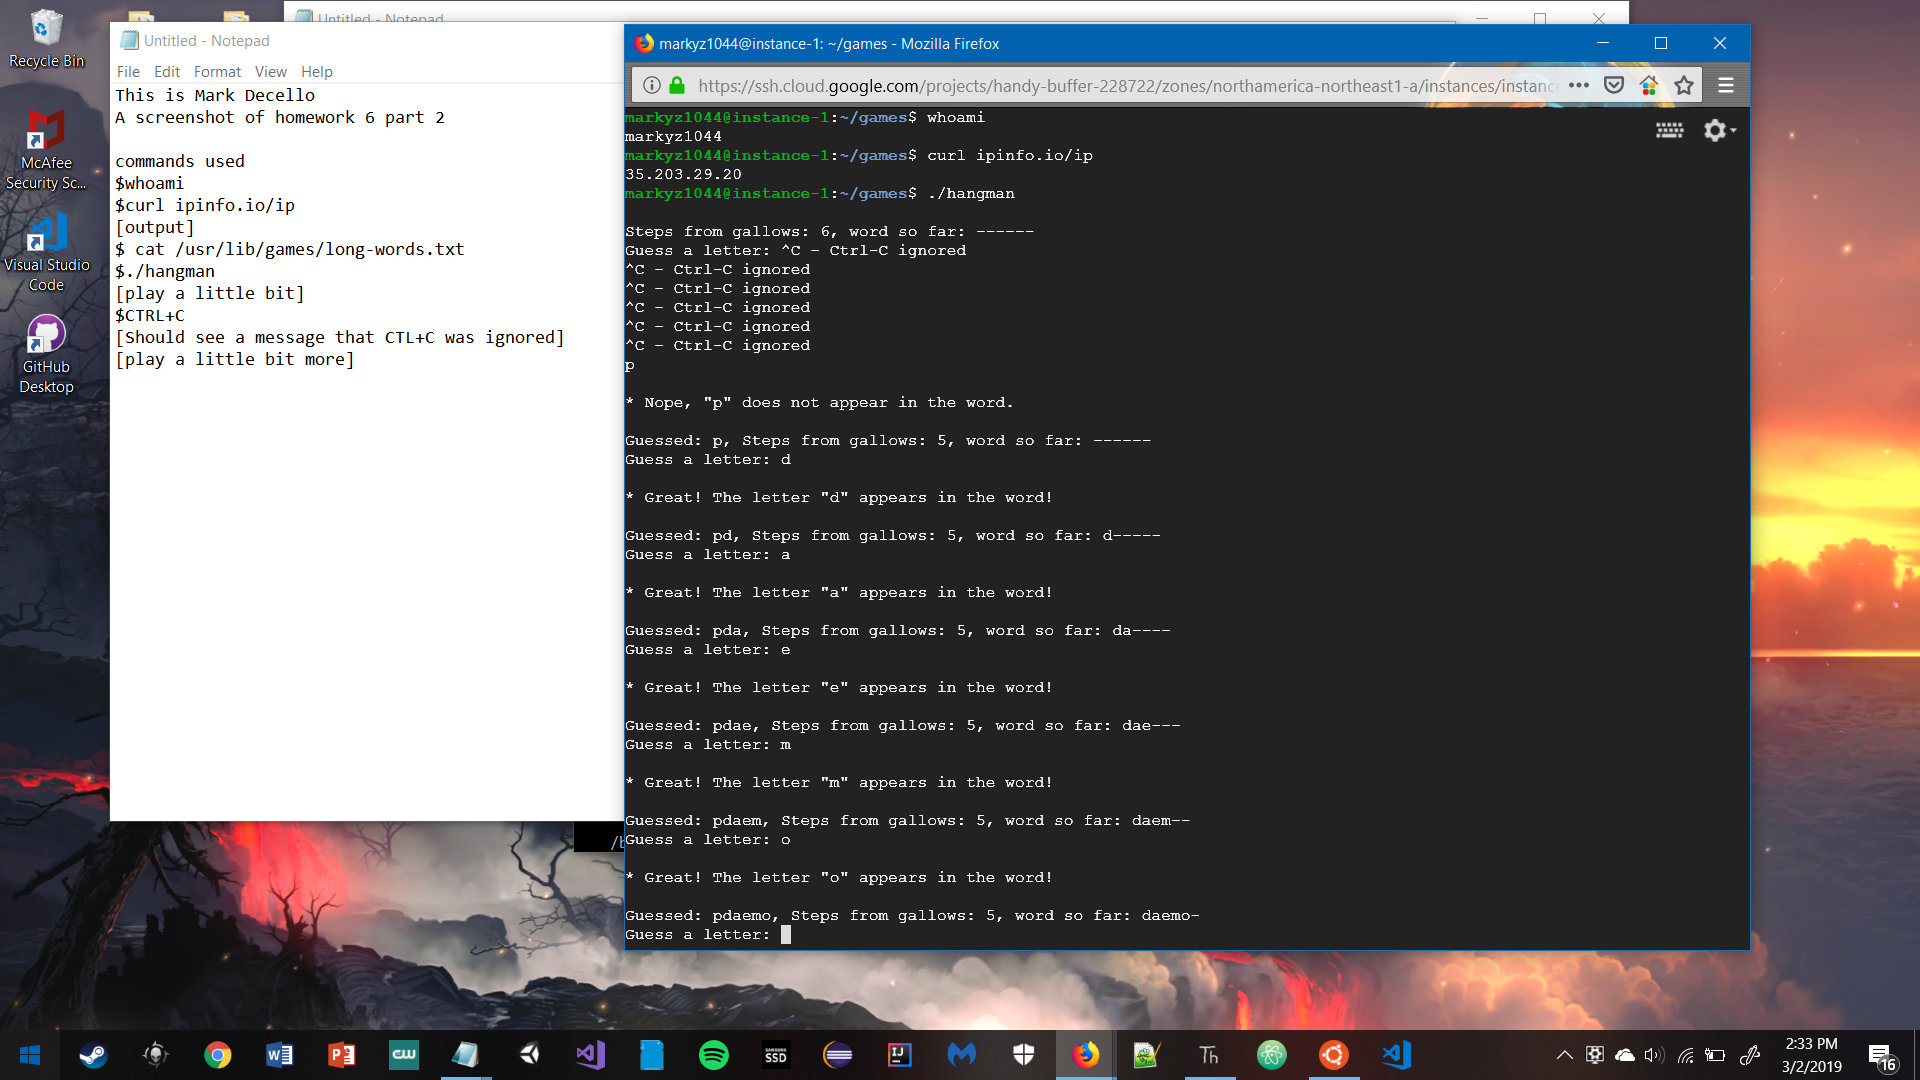 Recycle Bin
McAfee
Security Sc...
Visual Studio
Code
GitHub
Desktop
Untitled - Notepad
Untitled - Notepad
File Edit Format View Help
This is Mark Decello
A screenshot of homework 6 part 2
commands used
$whoami
$curl ipinfo.io/ip
[output]
$ cat /usr/lib/games/long-words.txt
$./hangman
[play a little bit]
$CTRL+C
[Should see a message that CTL+C was ignored]
[play a little bit more]
markyz1044@instance-1: ~/games - Mozilla Firefox
https://ssh.cloud.google.com/projects/handy-buffer-228722/zones/northamerica-northeast1-a/instances/instanc
markyz1044@instance-1:~/games$ whoami
markyz1044
markyz1044@instance-1:~/games$ curl ipinfo.io/ip
35.203.29.20
markyz1044@instance-1:~/games$ ./hangman
Steps from gallows: 6, word so far: ------
Guess a letter: ^C - Ctrl-C ignored
^C - Ctrl-C ignored
^C - Ctrl-C ignored
^C - Ctrl-C ignored
^C - Ctrl-C ignored
^C - Ctrl-C ignored
p
* Nope, "p" does not appear in the word.
Guessed: p, Steps from gallows: 5, word so far: ------
Guess a letter: d
* Great! The letter "d" appears in the word!
Guessed: pd, Steps from gallows: 5, word so far: d-----
Guess a letter: a
* Great! The letter "a" appears in the word!
Guessed: pda, Steps from gallows: 5, word so far: da----
Guess a letter: e
* Great! The letter "e" appears in the word!
Guessed: pdae, Steps from gallows: 5, word so far: dae---
Guess a letter: m
* Great! The letter "m" appears in the word!
Guessed: pdaem, Steps from gallows: 5, word so far: daem--
Guess a letter: o
* Great! The letter "o" appears in the word!
Guessed: pdaemo, Steps from gallows: 5, word so far: daemo-
Guess a letter:
/b
CW
SAMSUNG
SSD
IJ
Th
2:33 PM
3/2/2019
16